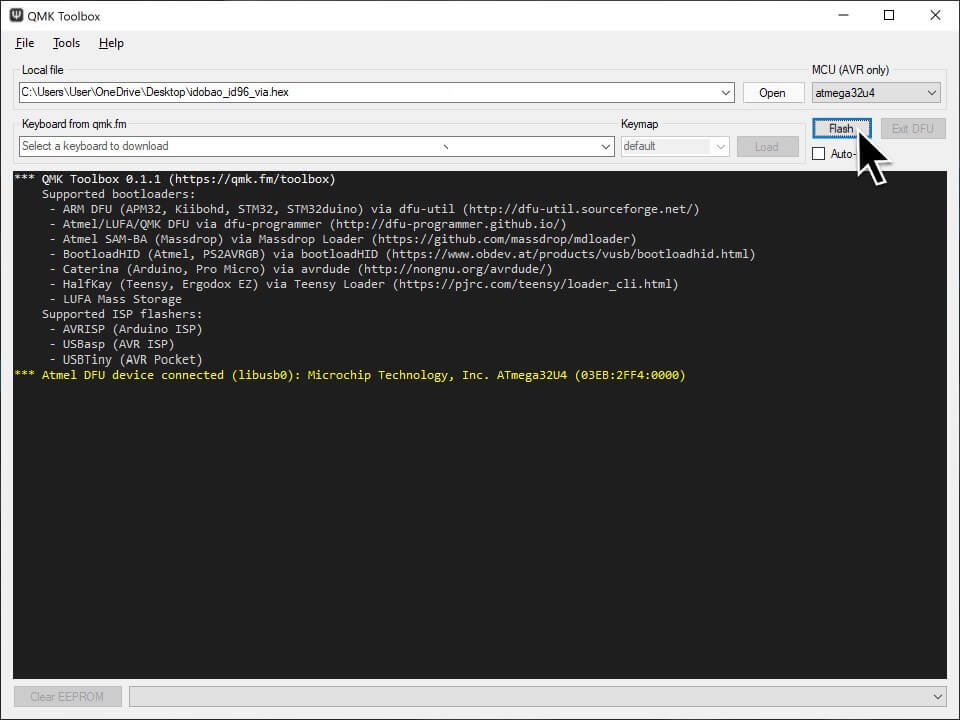 QMK Toolbox
File Tools Help
Local file
MCU (AVR only)
C:\Users\User\OneDrive\Desktop\idobao_id96_via.hex
Open
atmega32u4
Keyboard from qmk.fm
Keymap
Flash
Exit DFU
Select a keyboard to download
default
Load
Auto-
*** QMK Toolbox 0.1.1 (https://qmk.fm/toolbox)
Supported bootloaders:
- ARM DFU (APM32, Kiibohd, STM32, STM32duino) via dfu-util (http://dfu-util.sourceforge.net/)
- Atmel/LUFA/QMK DFU via dfu-programmer (http://dfu-programmer.github.io/)
- Atmel SAM-BA (Massdrop) via Massdrop Loader (https://github.com/massdrop/mdloader)
- BootloadHID (Atmel, PS2AVRGB) via bootloadHID (https://www.obdev.at/products/vusb/bootloadhid.html)
- Caterina (Arduino, Pro Micro) via avrdude (http://nongnu.org/avrdude/)
- HalfKay (Teensy, Ergodox EZ) via Teensy Loader (https://pjrc.com/teensy/loader_cli.html)
- LUFA Mass Storage
Supported ISP flashers:
- AVRISP (Arduino ISP)
- USBasp (AVR ISP)
- USBTiny (AVR Pocket)
*** Atmel DFU device connected (libusb0): Microchip Technology, Inc. ATmega32U4 (03EB:2FF4:0000)
Clear EEPROM